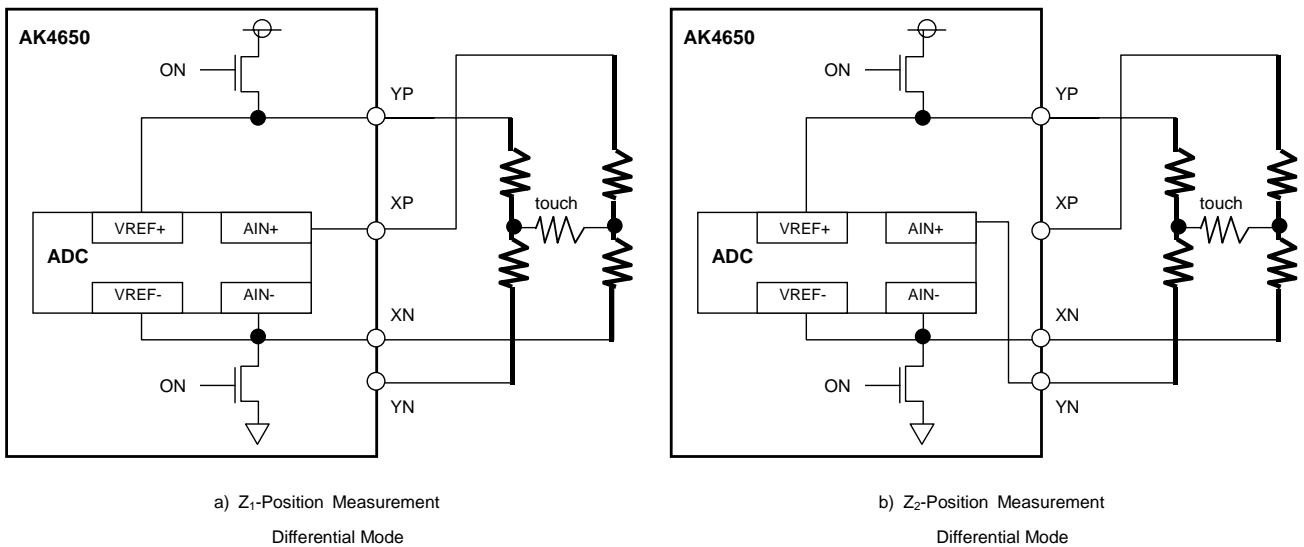 AK4650
ON
YP
XP
touch
VREF+
AIN+
ADC
VREF-
AIN-
XN
ON
YN
a) Z₁-Position Measurement
Differential Mode
AK4650
ON
YP
XP
touch
VREF+
AIN+
ADC
VREF-
AIN-
XN
ON
YN
b) Z₂-Position Measurement
Differential Mode